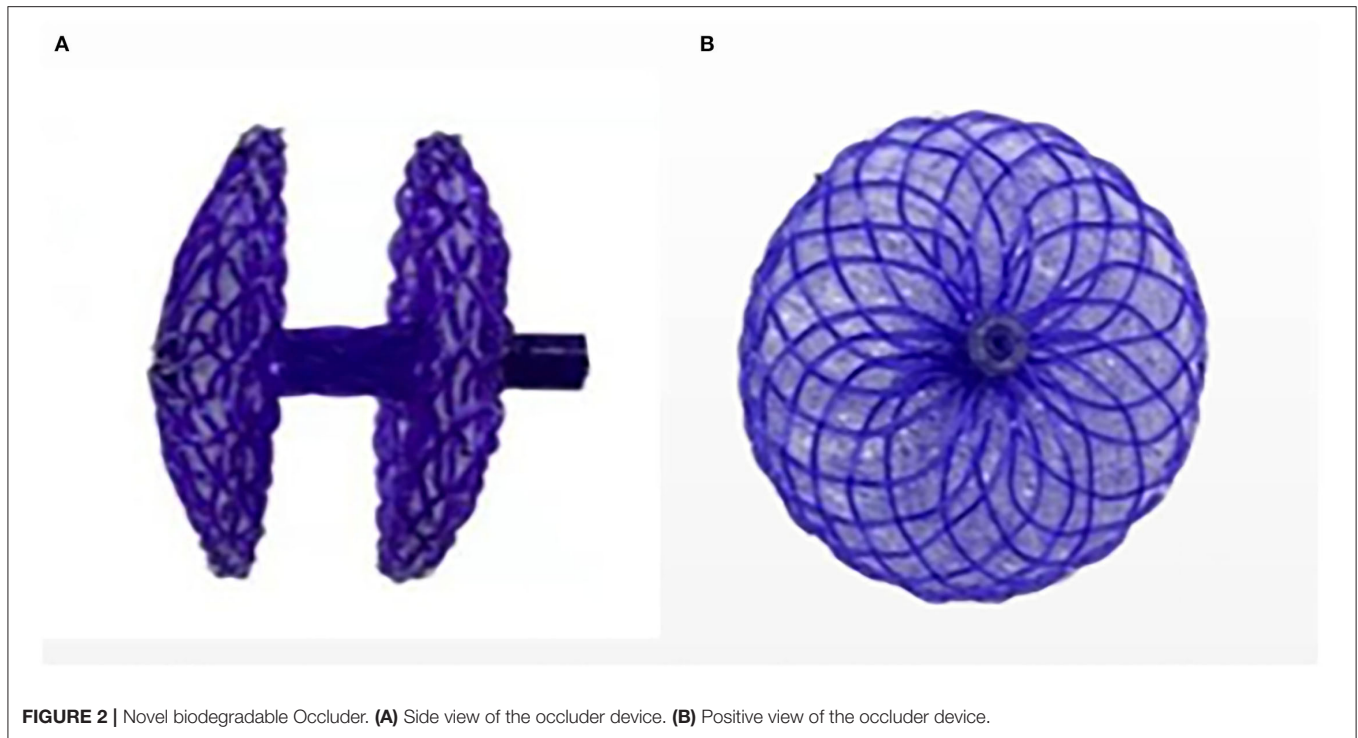 A
B
FIGURE 2 | Novel biodegradable Occluder. (A) Side view of the occluder device. (B) Positive view of the occluder device.